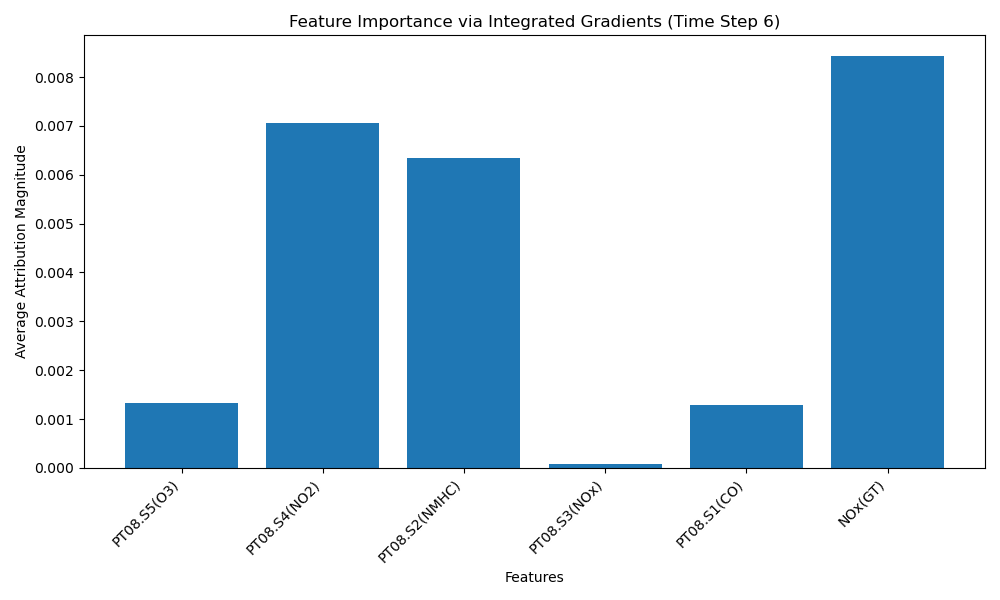 Feature Importance via Integrated Gradients (Time Step 6)
Average Attribution Magnitude
0.008
0.007
0.006
0.005
0.004
0.003
0.002
0.001
0.000
PT08.S5(O3)
PT08.S4(NO2)
PT08.S2(NMHC)
PT08.S3(NOx)
PT08.S1(CO)
NOx(GT)
Features